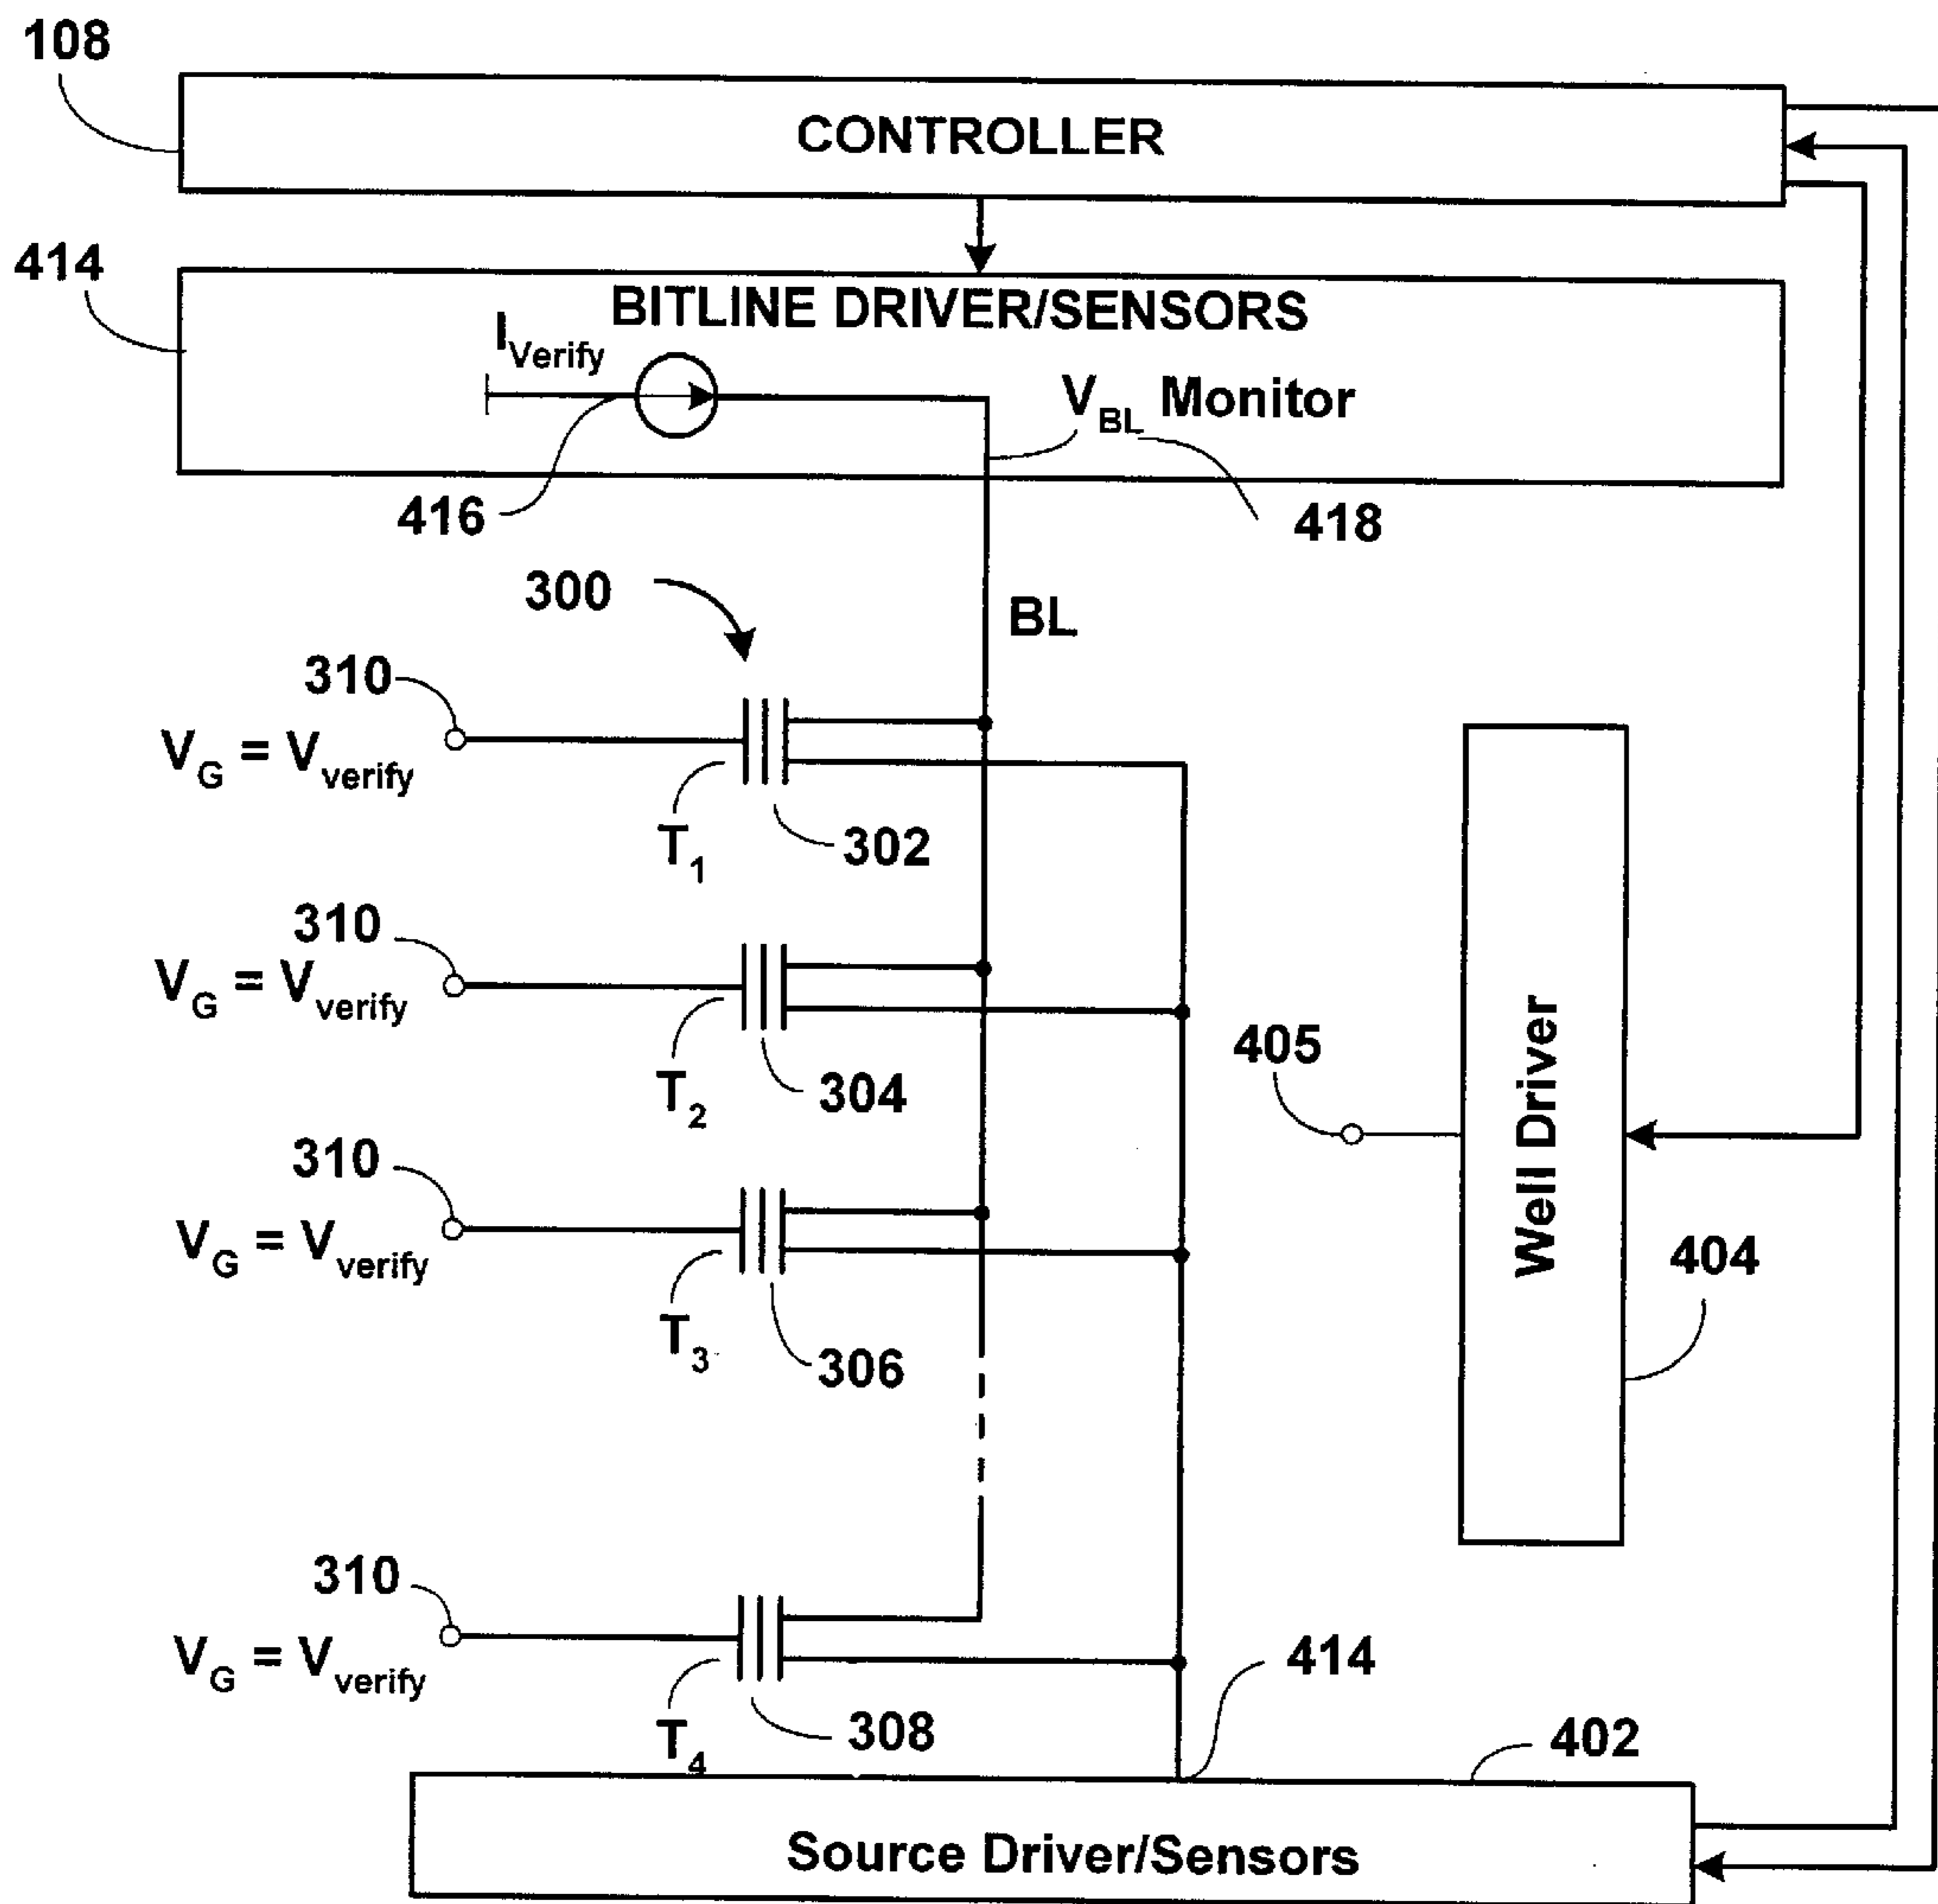 108
CONTROLLER
414
BITLINE DRIVER/SENSORS
IVerify
VBL Monitor
416
418
300
BL
310
VG = Vverify
T1
302
310
VG = Vverify
T2
304
405
Well Driver
310
VG = Vverify
T3
306
404
310
VG = Vverify
T4
308
414
402
Source Driver/Sensors